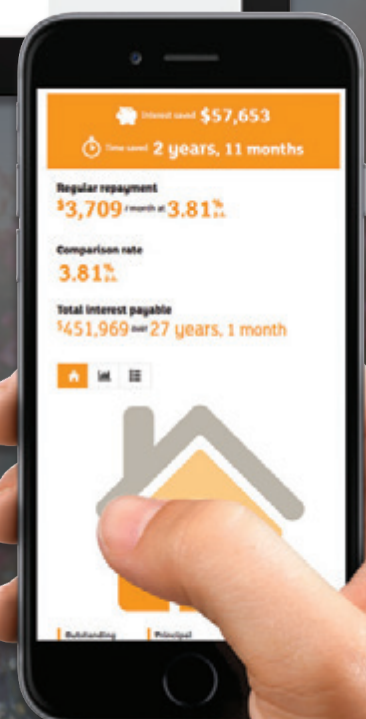 Interest saved $57,653
Time saved 2 years, 11 months
Regular repayment
$3,709 / month at 3.81% p.a.
Comparison rate
3.81% p.a.
Total interest payable
$451,969 over 27 years, 1 month
Outstanding Principal